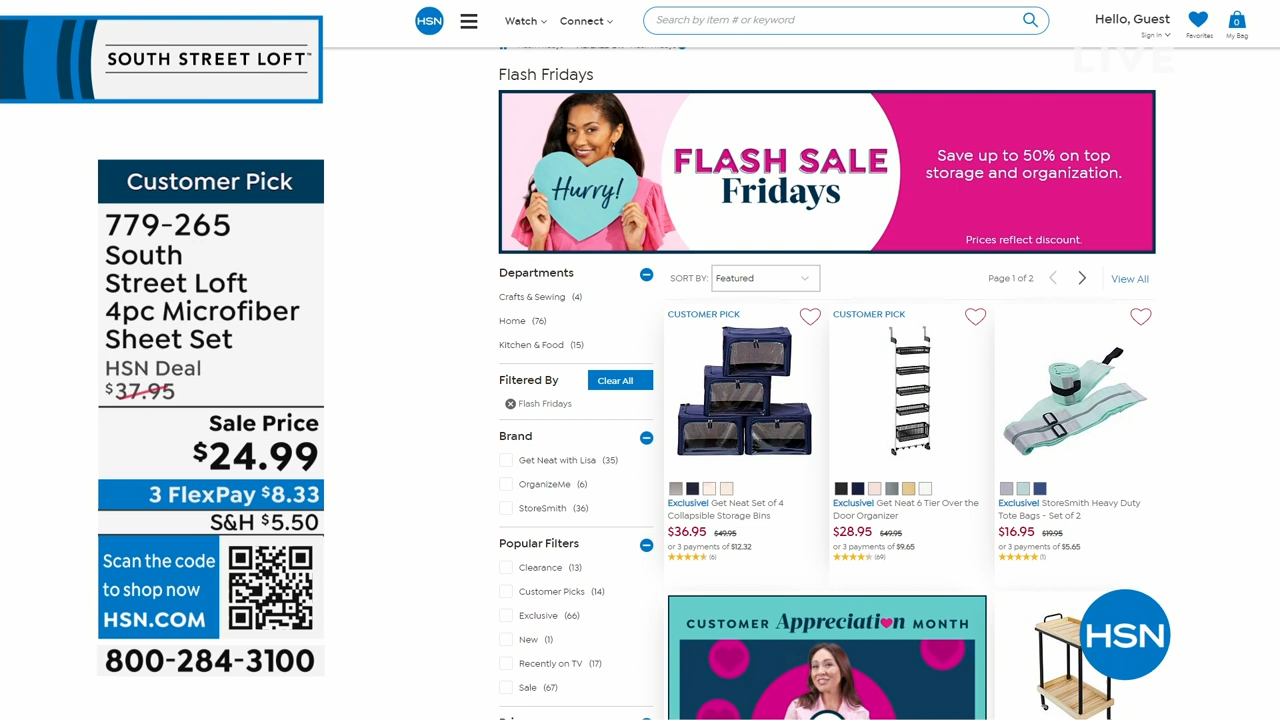 SOUTH STREET LOFT™
Customer Pick
779-265
South
Street Loft
4pc Microfiber
Sheet Set
HSN Deal
$37.95
Sale Price
$24.99
3 FlexPay $8.33
S&H $5.50
Scan the code
to shop now
HSN.COM
800-284-3100
HSN
Watch
Connect
Search by item # or keyword
Hello, Guest
Sign in
Favorites
0
My Bag
LIVE
Flash Fridays
Hurry!
FLASH SALE
Fridays
Save up to 50% on top
storage and organization.
Prices reflect discount.
Departments
Crafts & Sewing (4)
Home (76)
Kitchen & Food (15)
Filtered By
Clear All
Flash Fridays
Brand
Get Neat with Lisa (35)
OrganizeMe (6)
StoreSmith (36)
Popular Filters
Clearance (13)
Customer Picks (14)
Exclusive (66)
New (1)
Recently on TV (17)
Sale (67)
SORT BY: Featured
Page 1 of 2
View All
CUSTOMER PICK
Exclusive! Get Neat Set of 4
Collapsible Storage Bins
$36.95 $49.95
or 3 payments of $12.32
(6)
CUSTOMER PICK
Exclusive! Get Neat 6 Tier Over the
Door Organizer
$28.95 $49.95
or 3 payments of $9.65
(69)
Exclusive! StoreSmith Heavy Duty
Tote Bags - Set of 2
$16.95 $19.95
or 3 payments of $5.65
(1)
CUSTOMER Appreciation MONTH
HSN